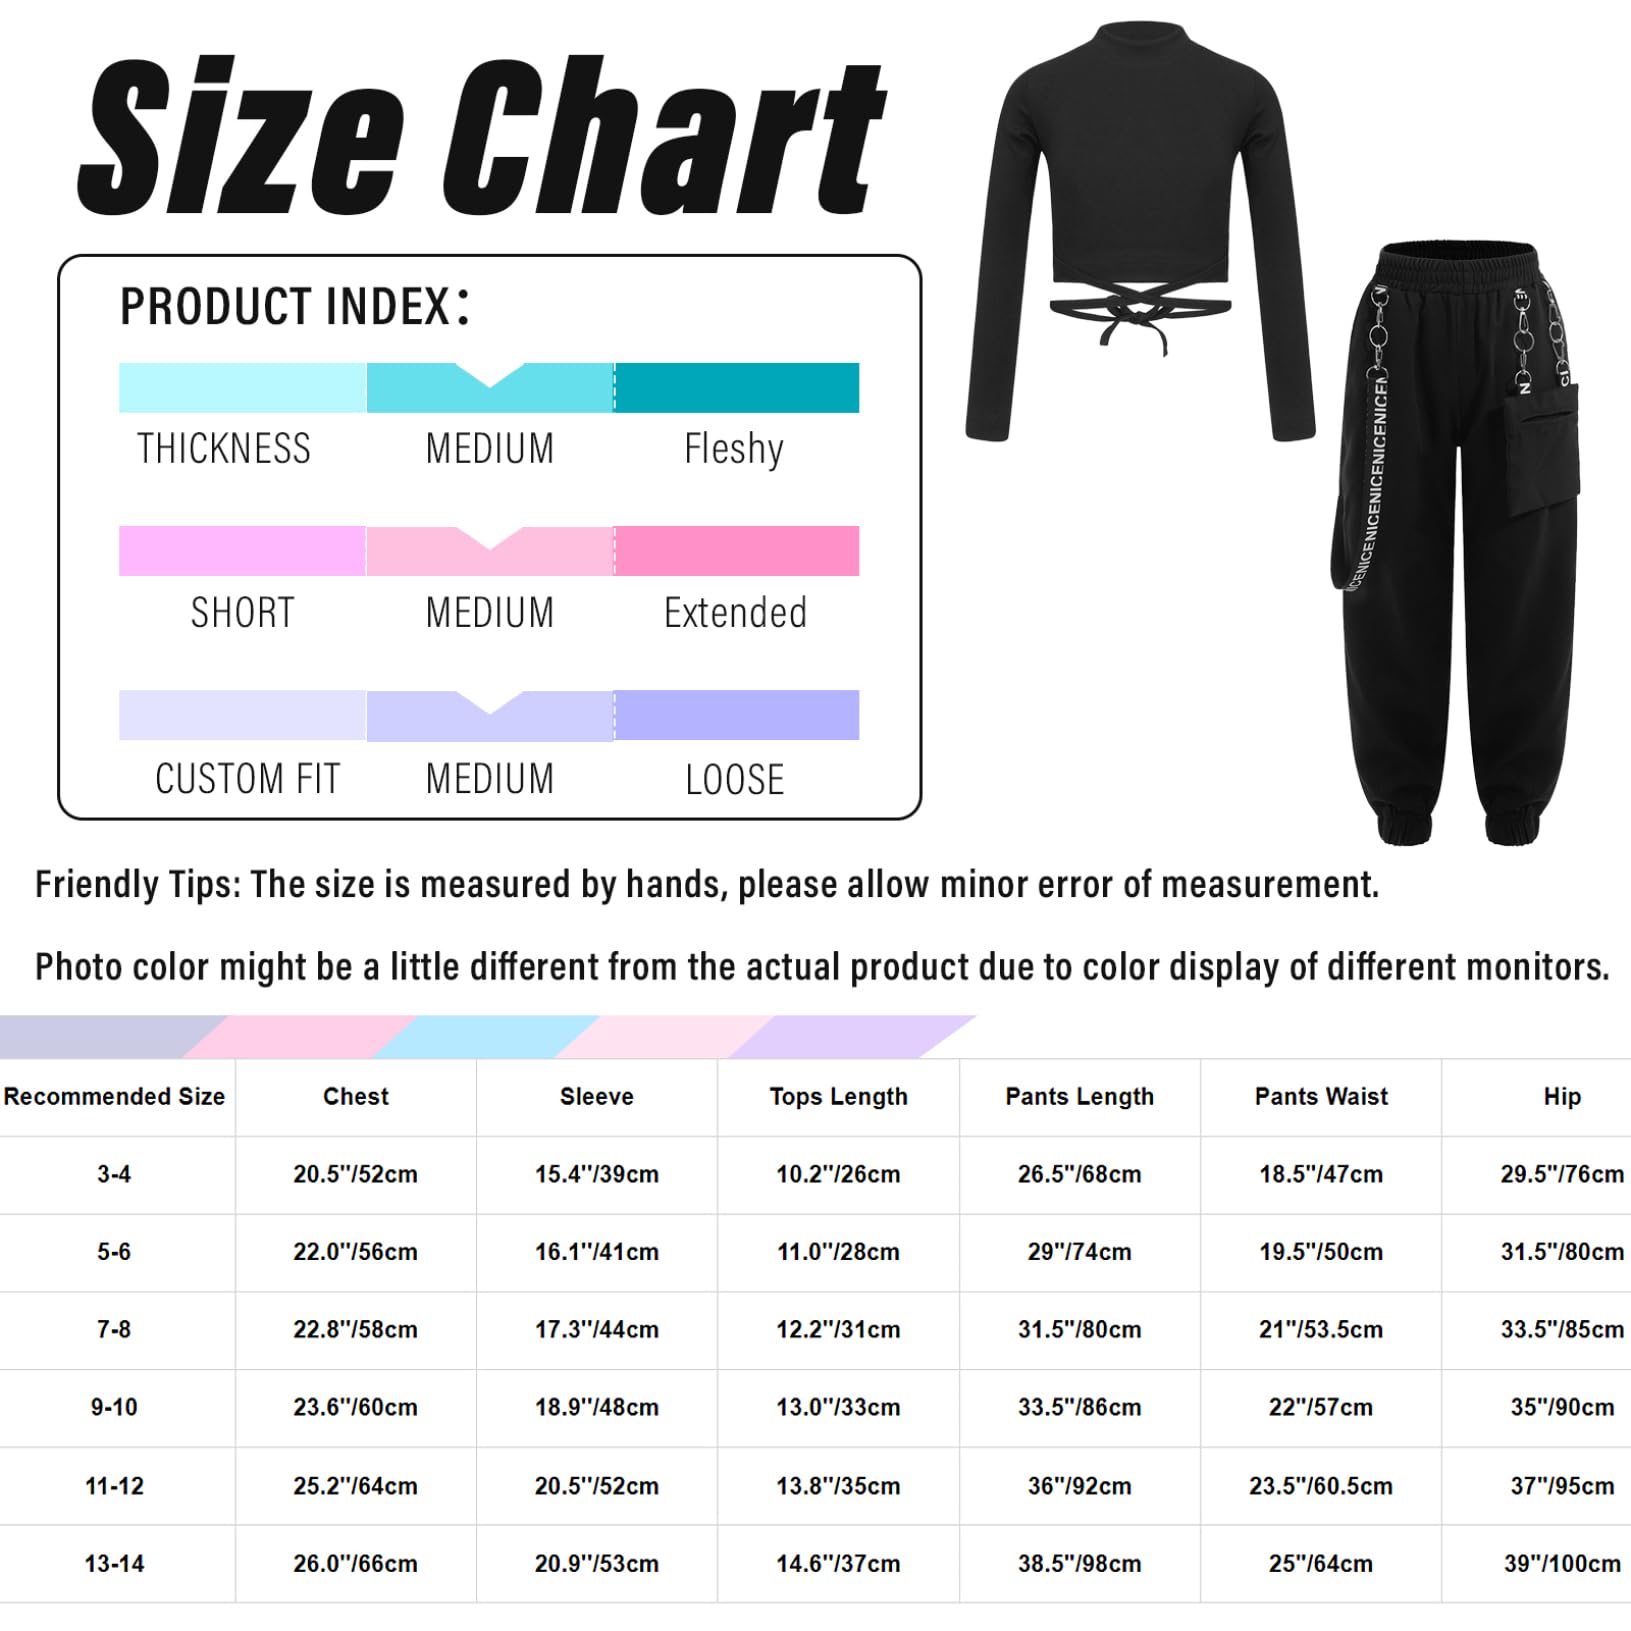 Size Chart
PRODUCT INDEX:
THICKNESS MEDIUM Fleshy
SHORT MEDIUM Extended
CUSTOM FIT MEDIUM LOOSE
NICENICENICENICENICEN
Friendly Tips: The size is measured by hands, please allow minor error of measurement.
Photo color might be a little different from the actual product due to color display of different monitors.
Recommended Size Chest Sleeve Tops Length Pants Length Pants Waist Hip
3-4 20.5''/52cm 15.4''/39cm 10.2''/26cm 26.5"/68cm 18.5"/47cm 29.5"/76cm
5-6 22.0''/56cm 16.1''/41cm 11.0''/28cm 29"/74cm 19.5"/50cm 31.5"/80cm
7-8 22.8''/58cm 17.3''/44cm 12.2''/31cm 31.5"/80cm 21"/53.5cm 33.5"/85cm
9-10 23.6''/60cm 18.9''/48cm 13.0''/33cm 33.5"/86cm 22"/57cm 35"/90cm
11-12 25.2''/64cm 20.5''/52cm 13.8''/35cm 36"/92cm 23.5"/60.5cm 37"/95cm
13-14 26.0''/66cm 20.9''/53cm 14.6''/37cm 38.5"/98cm 25"/64cm 39"/100cm